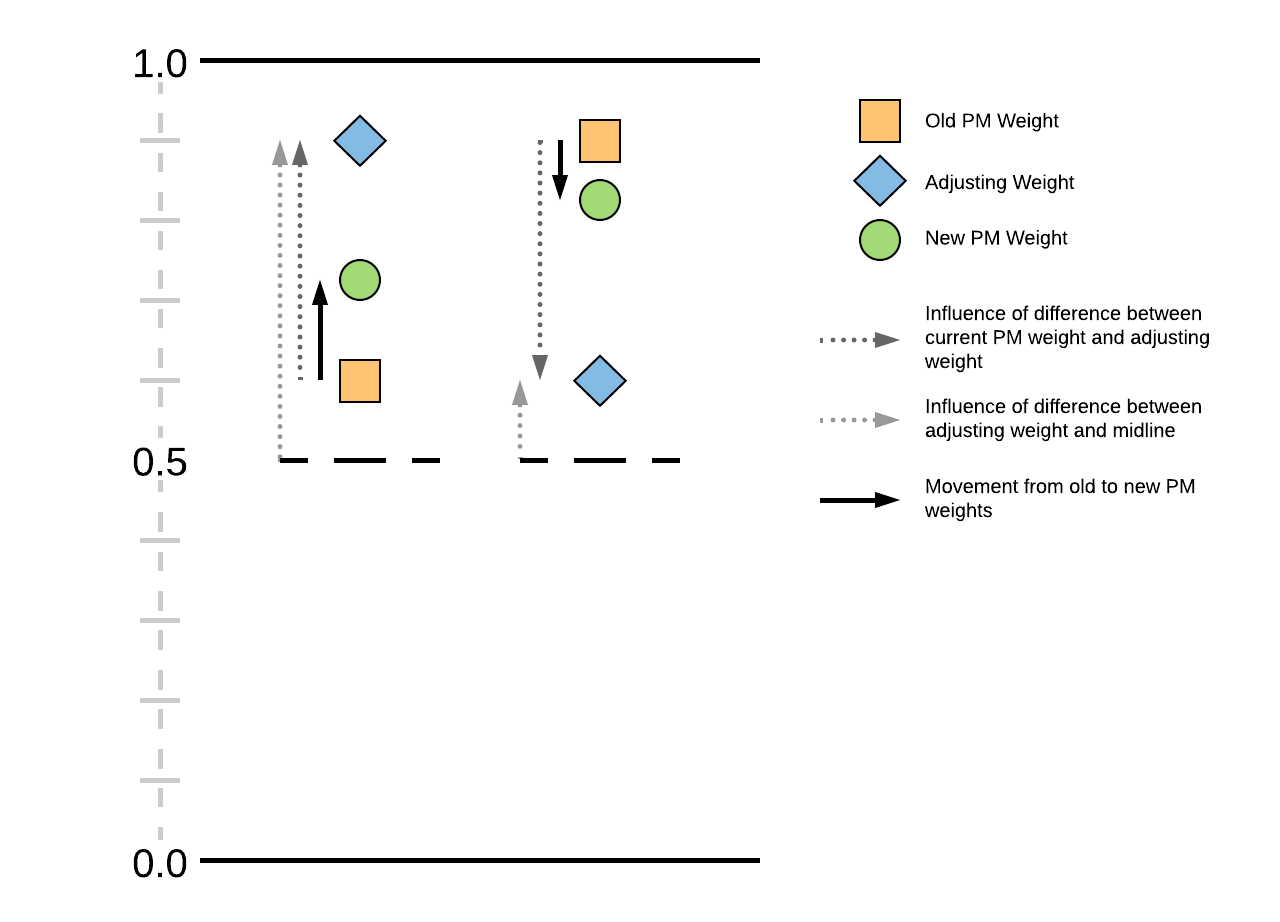 1.0
0.5
0.0
Old PM Weight
Adjusting Weight
New PM Weight
Influence of difference between
current PM weight and adjusting
weight
Influence of difference between
adjusting weight and midline
Movement from old to new PM
weights